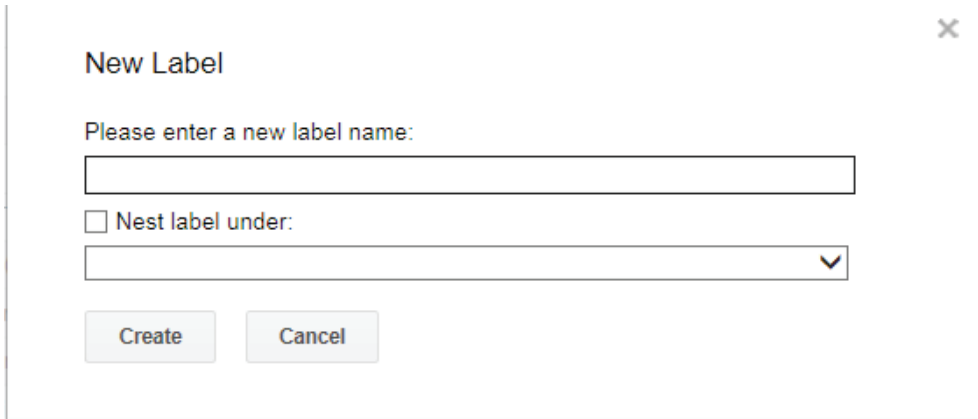 New Label
Please enter a new label name:
Nest label under:
Create Cancel